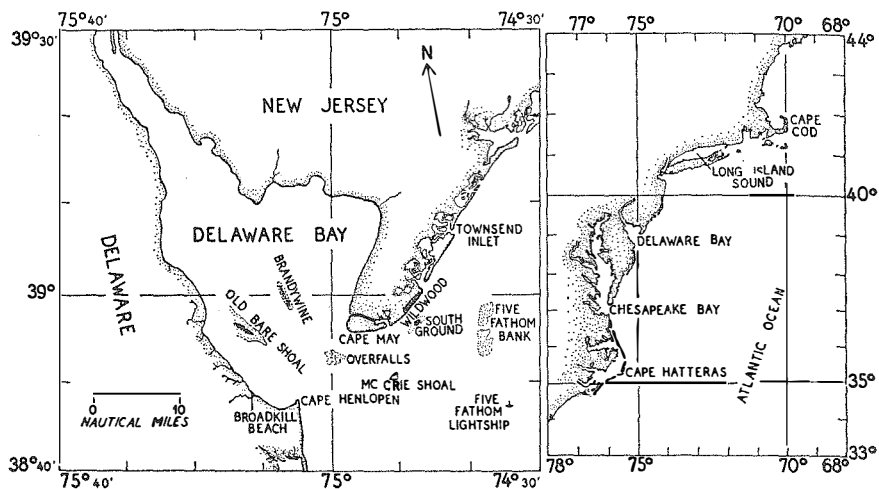 75° 40'
75°
74° 30'
39° 30'
N
NEW JERSEY
DELAWARE BAY
TOWNSEND
INLET
DELAWARE
BRANDYWINE
39°
OLD
BARE SHOAL
WILDWOOD
SOUTH
GROUND
FIVE
FATHOM
BANK
CAPE MAY
OVERFALLS
MC CRIE SHOAL
0 10
NAUTICAL MILES
CAPE HENLOPEN
BROADKILL
BEACH
FIVE
FATHOM
LIGHTSHIP
38° 40'
75° 40'
75°
74° 30'
77° 75° 70° 68°
44°
CAPE
COD
LONG ISLAND
SOUND
40°
DELAWARE BAY
CHESAPEAKE BAY
ATLANTIC OCEAN
CAPE HATTERAS
35°
33°
78° 75° 70° 68°